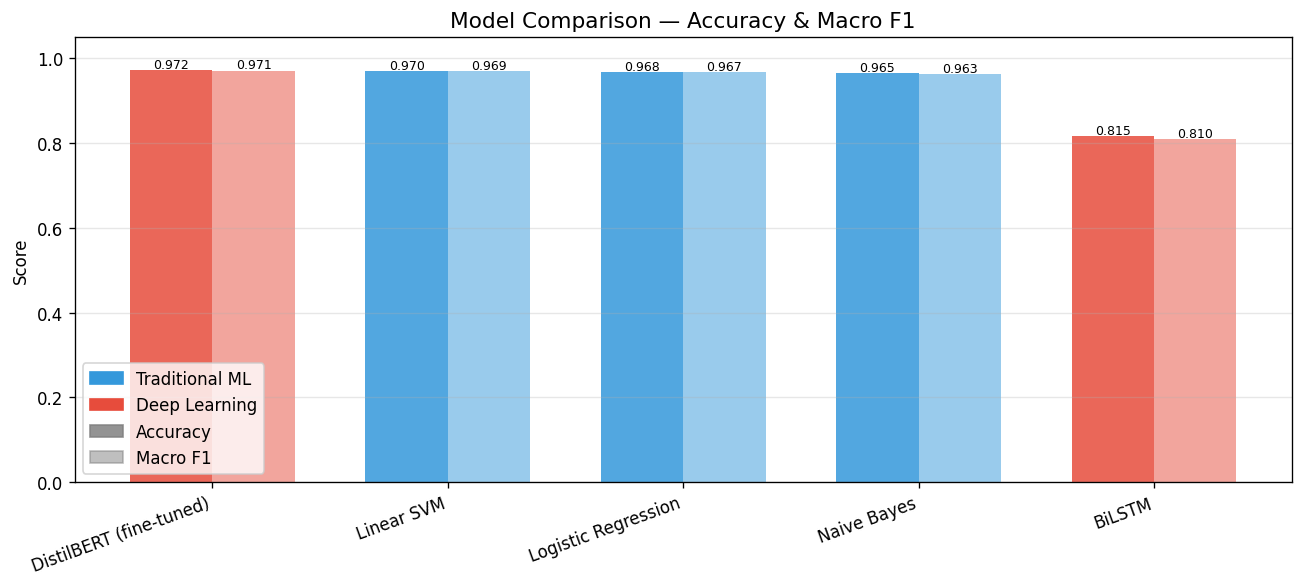 Model Comparison — Accuracy & Macro F1
Score
1.0
0.8
0.6
0.4
0.2
0.0
0.972
0.971
0.970
0.969
0.968
0.967
0.965
0.963
0.815
0.810
Traditional ML
Deep Learning
Accuracy
Macro F1
DistilBERT (fine-tuned)
Linear SVM
Logistic Regression
Naive Bayes
BiLSTM